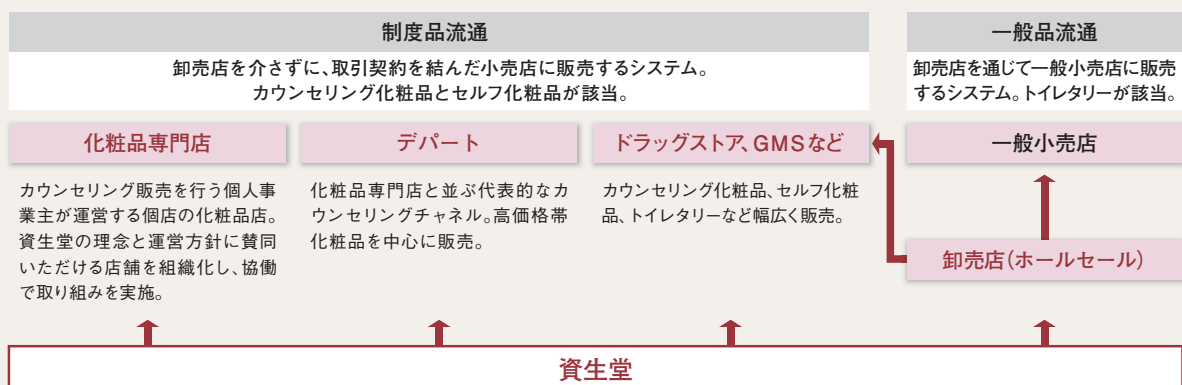 制度品流通
卸売店を介さずに、取引契約を結んだ小売店に販売するシステム。
カウンセリング化粧品とセルフ化粧品が該当。
一般品流通
卸売店を通じて一般小売店に販売
するシステム。トイレタリーが該当。
化粧品専門店
カウンセリング販売を行う個人事
業主が運営する個店の化粧品店。
資生堂の理念と運営方針に賛同
いただける店舗を組織化し、協働
で取り組みを実施。
デパート
化粧品専門店と並ぶ代表的なカ
ウンセリングチャネル。高価格帯
化粧品を中心に販売。
ドラッグストア、GMSなど
カウンセリング化粧品、セルフ化粧
品、トイレタリーなど幅広く販売。
一般小売店
卸売店(ホールセール)
資生堂